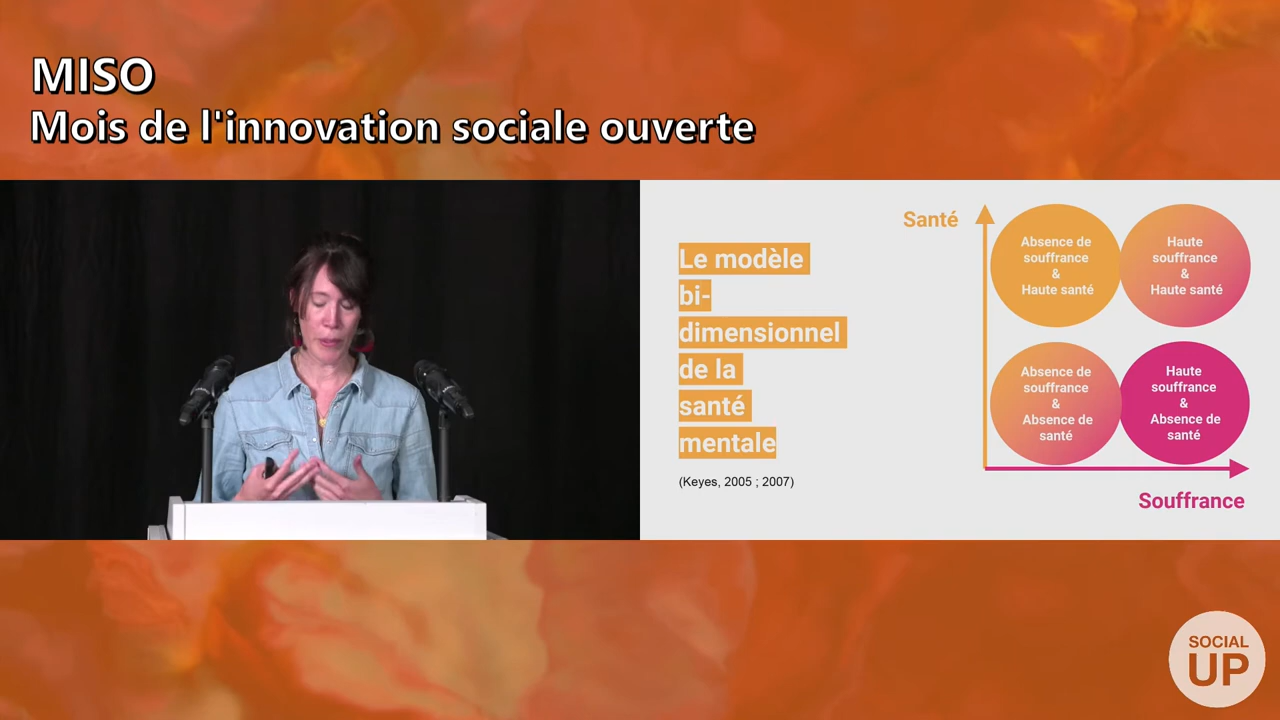 MISO
Mois de l'innovation sociale ouverte
Le modèle
bi-
dimensionnel
de la
santé
mentale
(Keyes, 2005 ; 2007)
Santé
Absence de
souffrance
&
Haute santé
Haute
souffrance
&
Haute santé
Absence de
souffrance
&
Absence de
santé
Haute
souffrance
&
Absence de
santé
Souffrance
SOCIAL
UP